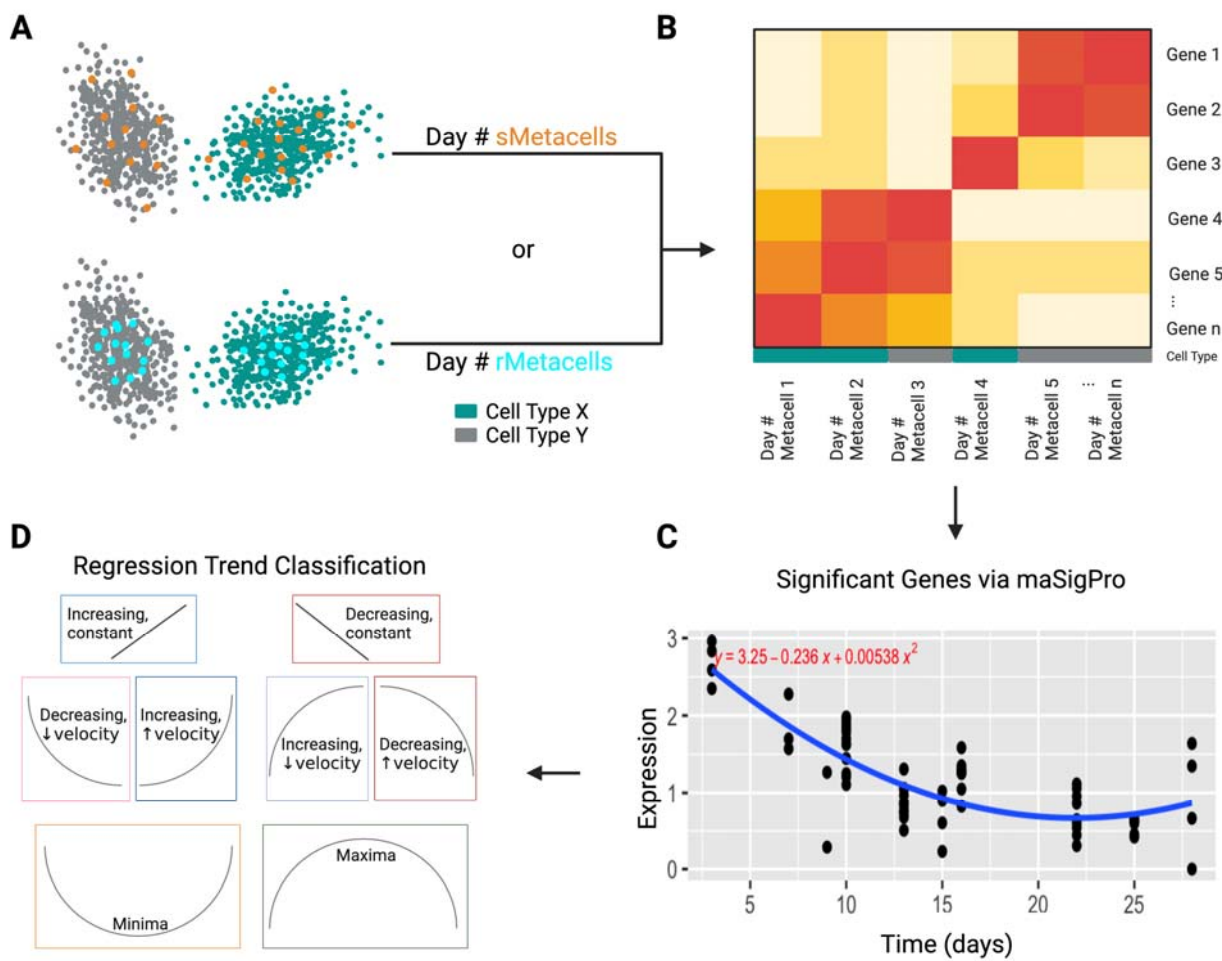 A
Day # sMetacells
or
Day # rMetacells
Cell Type X
Cell Type Y
B
Gene 1
Gene 2
Gene 3
Gene 4
Gene 5
...
Gene n
Cell Type
Day #
Metacell 1
Day #
Metacell 2
Day #
Metacell 3
Day #
Metacell 4
Day #
Metacell 5
...
Day #
Metacell n
C
Significant Genes via maSigPro
y = 3.25 − 0.236 x + 0.00538 x²
Expression
3
2
1
0
5
10
15
20
25
Time (days)
D
Regression Trend Classification
Increasing,
constant
Decreasing,
constant
Decreasing,
↓velocity
Increasing,
↑velocity
Increasing,
↓velocity
Decreasing,
↑velocity
Minima
Maxima